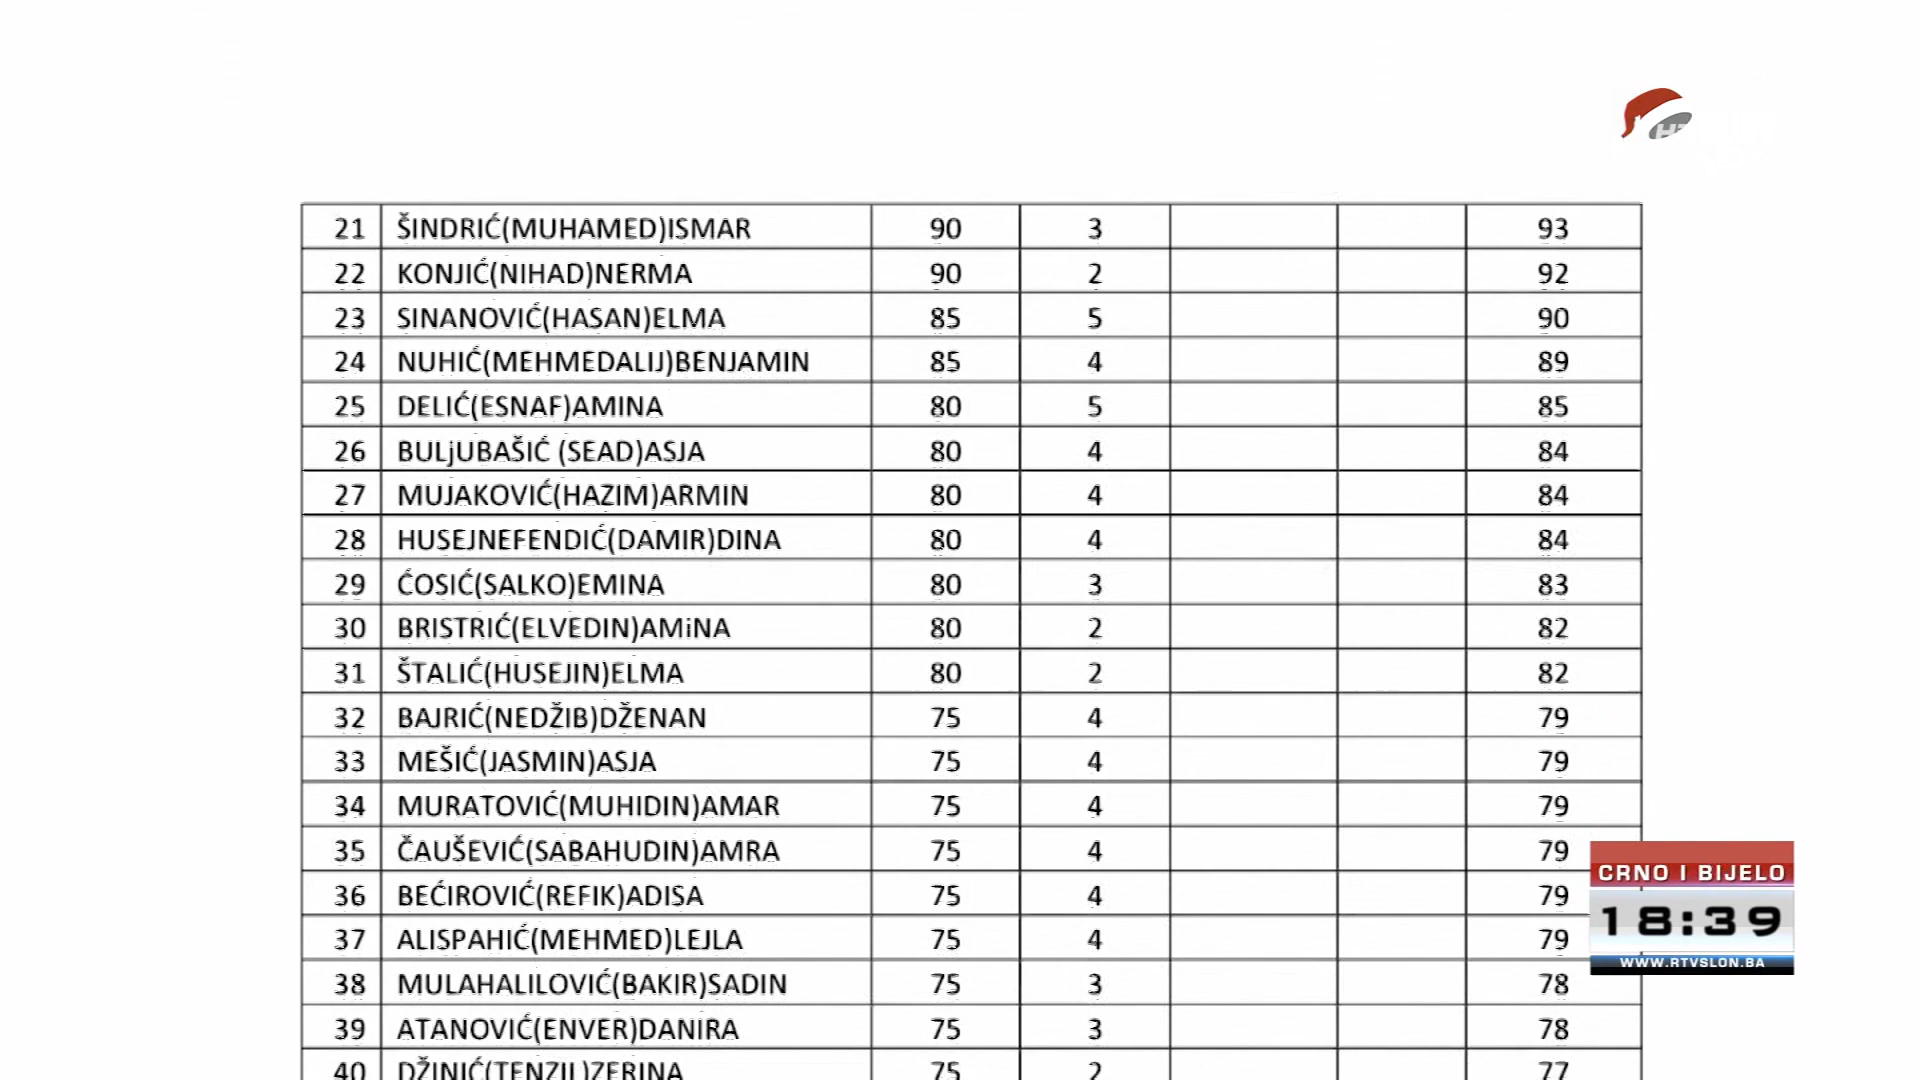 21 ŠINDRIĆ(MUHAMED)ISMAR 90 3 93
22 KONJIĆ(NIHAD)NERMA 90 2 92
23 SINANOVIĆ(HASAN)ELMA 85 5 90
24 NUHIĆ(MEHMEDALIJ)BENJAMIN 85 4 89
25 DELIĆ(ESNAF)AMINA 80 5 85
26 BULjUBAŠIĆ (SEAD)ASJA 80 4 84
27 MUJAKOVIĆ(HAZIM)ARMIN 80 4 84
28 HUSEJNEFENDIĆ(DAMIR)DINA 80 4 84
29 ĆOSIĆ(SALKO)EMINA 80 3 83
30 BRISTRIĆ(ELVEDIN)AMiNA 80 2 82
31 ŠTALIĆ(HUSEJIN)ELMA 80 2 82
32 BAJRIĆ(NEDŽIB)DŽENAN 75 4 79
33 MEŠIĆ(JASMIN)ASJA 75 4 79
34 MURATOVIĆ(MUHIDIN)AMAR 75 4 79
35 ČAUŠEVIĆ(SABAHUDIN)AMRA 75 4 79
36 BEĆIROVIĆ(REFIK)ADISA 75 4 79
37 ALISPAHIĆ(MEHMED)LEJLA 75 4 79
38 MULAHALILOVIĆ(BAKIR)SADIN 75 3 78
39 ATANOVIĆ(ENVER)DANIRA 75 3 78
40 DŽINIĆ(TENZIL)ZERINA 75 2 77
CRNO I BIJELO
18:39
WWW.RTVSLON.BA